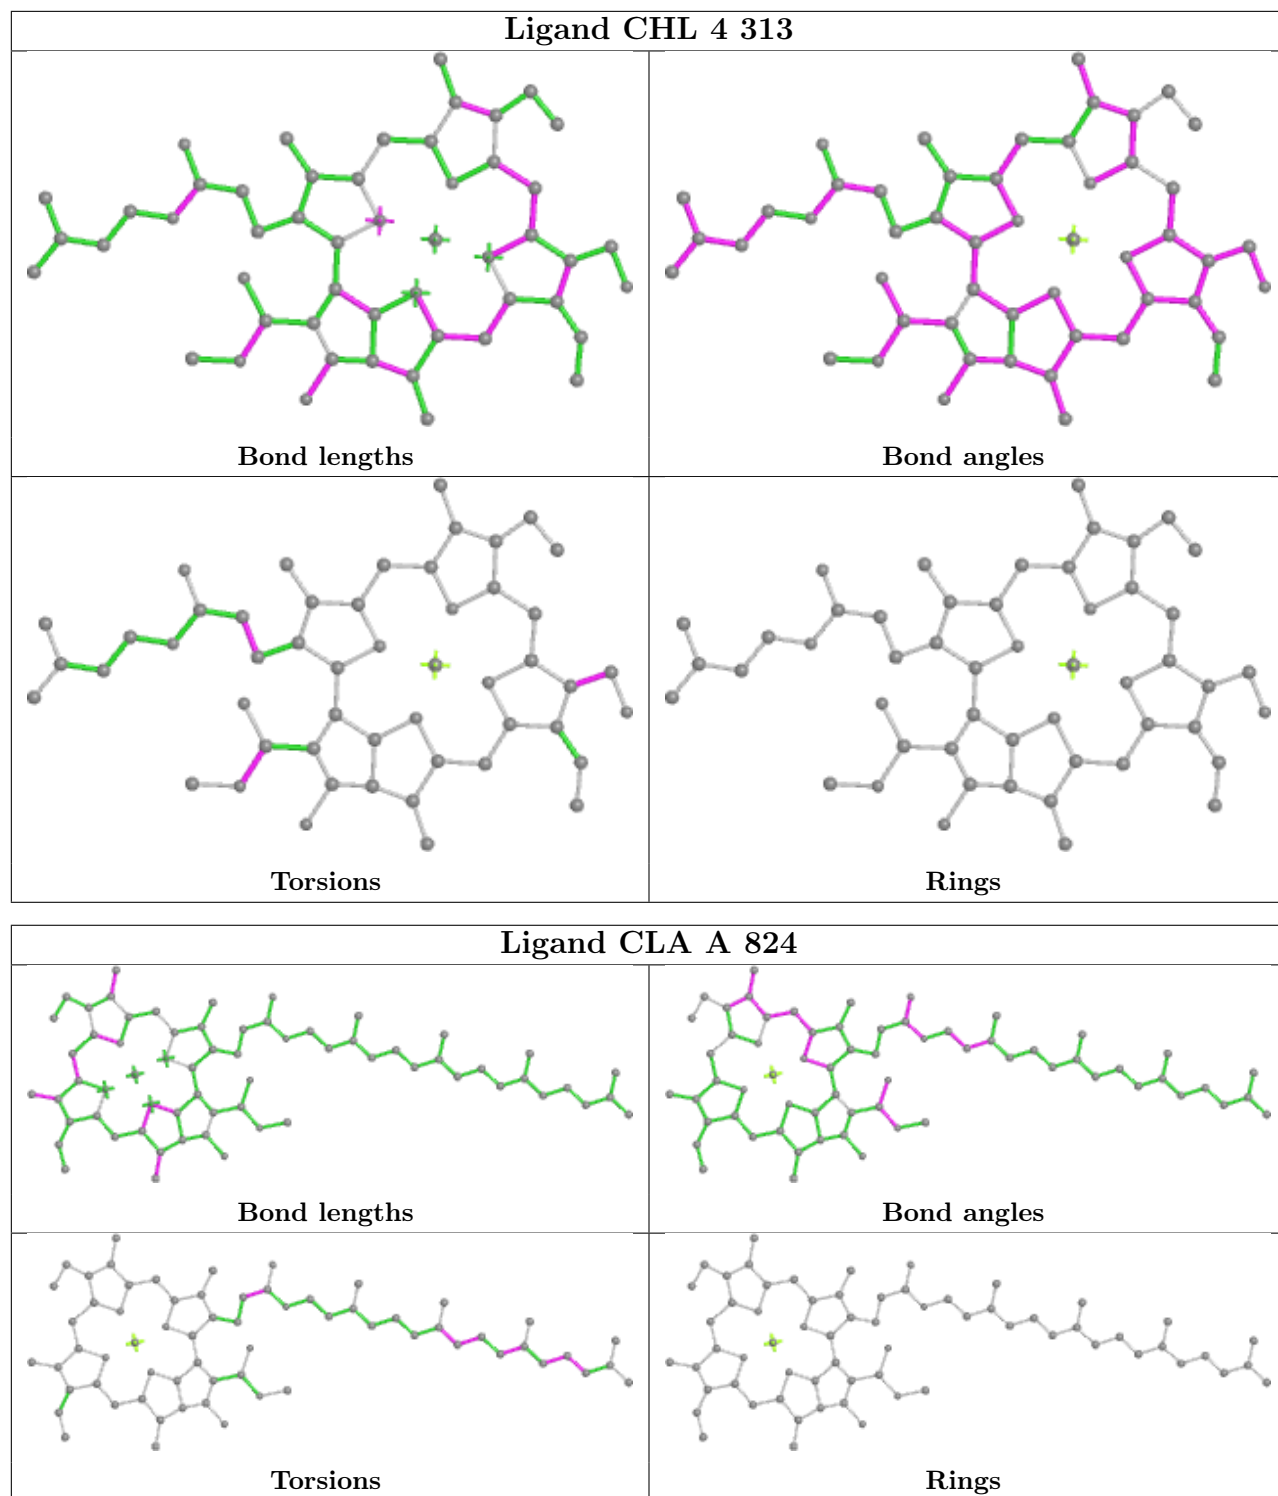 Ligand CHL 4 313
Bond lengths
Bond angles
Torsions
Rings
Ligand CLA A 824
Bond lengths
Bond angles
Torsions
Rings